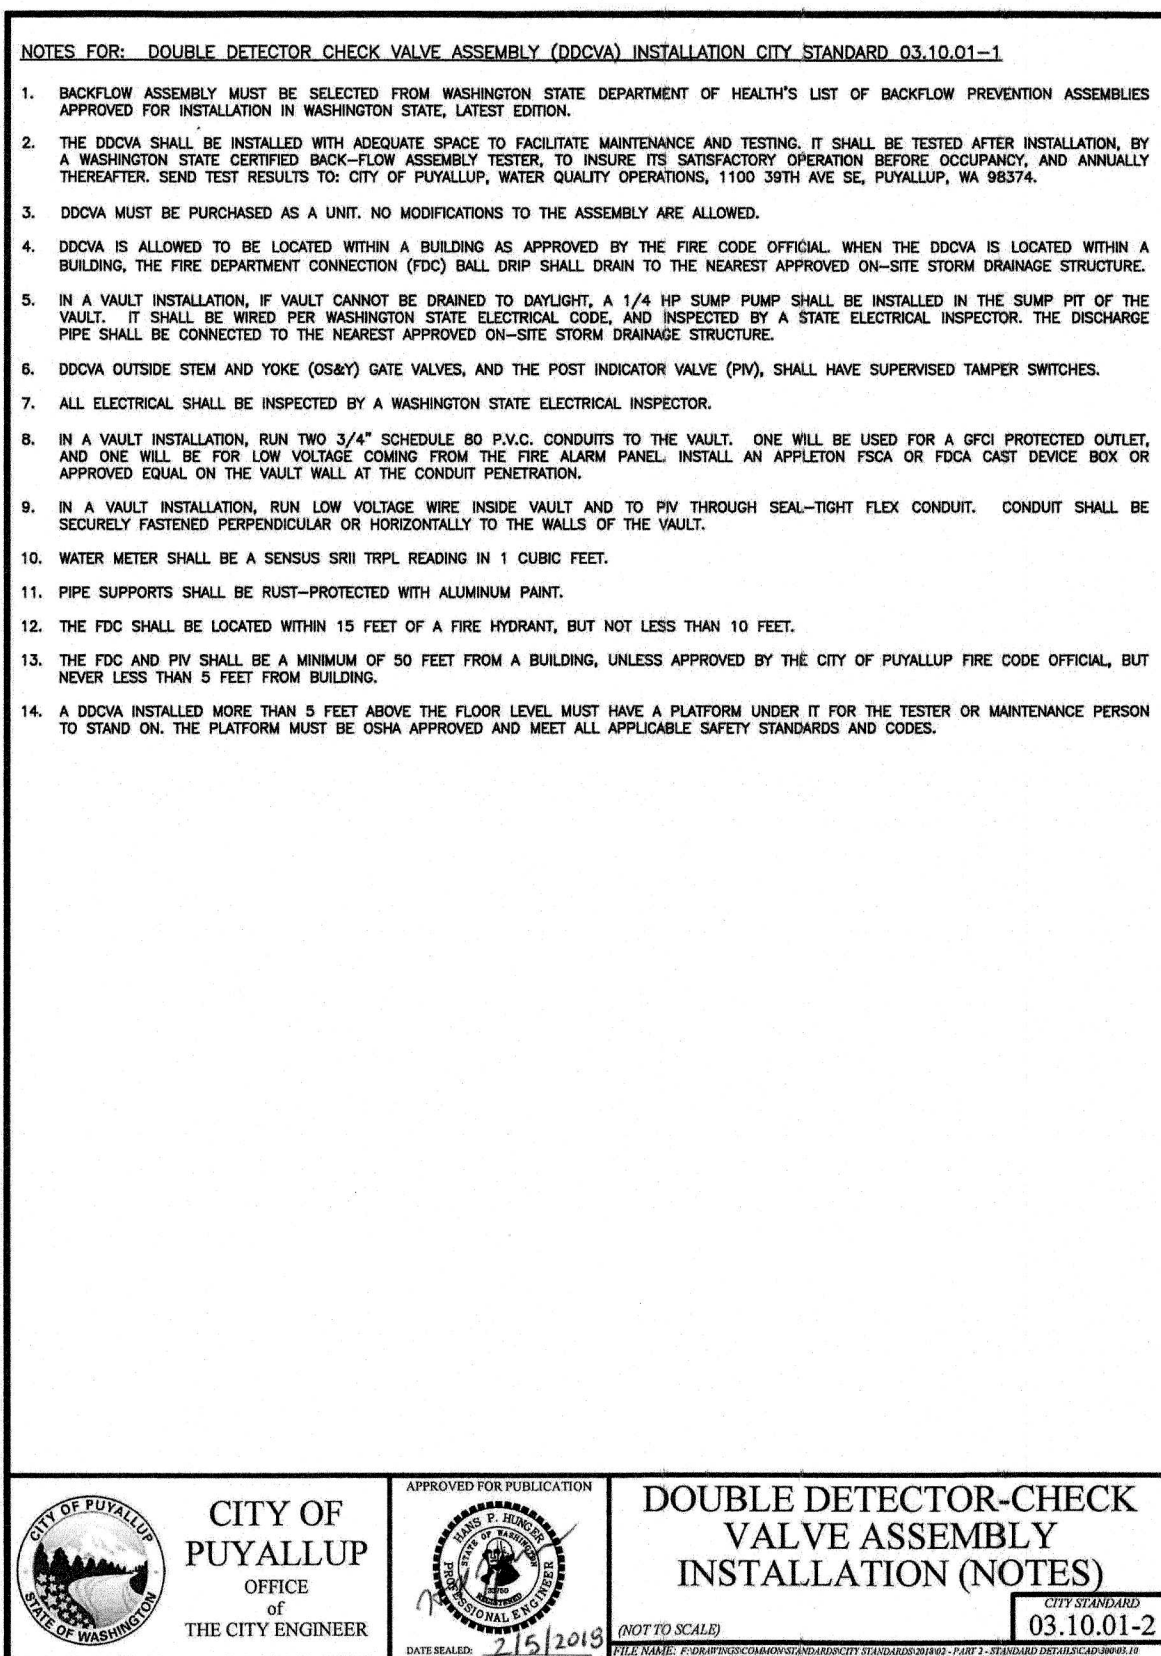 NOTES FOR: DOUBLE DETECTOR CHECK VALVE ASSEMBLY (DDCVA) INSTALLATION CITY STANDARD 03.10.01-1
1. BACKFLOW ASSEMBLY MUST BE SELECTED FROM WASHINGTON STATE DEPARTMENT OF HEALTH'S LIST OF BACKFLOW PREVENTION ASSEMBLIES
APPROVED FOR INSTALLATION IN WASHINGTON STATE, LATEST EDITION.
2. THE DDCVA SHALL BE INSTALLED WITH ADEQUATE SPACE TO FACILITATE MAINTENANCE AND TESTING. IT SHALL BE TESTED AFTER INSTALLATION, BY
A WASHINGTON STATE CERTIFIED BACK-FLOW ASSEMBLY TESTER, TO INSURE ITS SATISFACTORY OPERATION BEFORE OCCUPANCY, AND ANNUALLY
THEREAFTER. SEND TEST RESULTS TO: CITY OF PUYALLUP, WATER QUALITY OPERATIONS, 1100 39TH AVE SE, PUYALLUP, WA 98374.
3. DDCVA MUST BE PURCHASED AS A UNIT. NO MODIFICATIONS TO THE ASSEMBLY ARE ALLOWED.
4. DDCVA IS ALLOWED TO BE LOCATED WITHIN A BUILDING AS APPROVED BY THE FIRE CODE OFFICIAL. WHEN THE DDCVA IS LOCATED WITHIN A
BUILDING, THE FIRE DEPARTMENT CONNECTION (FDC) BALL DRIP SHALL DRAIN TO THE NEAREST APPROVED ON-SITE STORM DRAINAGE STRUCTURE.
5. IN A VAULT INSTALLATION, IF VAULT CANNOT BE DRAINED TO DAYLIGHT, A 1/4 HP SUMP PUMP SHALL BE INSTALLED IN THE SUMP PIT OF THE
VAULT. IT SHALL BE WIRED PER WASHINGTON STATE ELECTRICAL CODE, AND INSPECTED BY A STATE ELECTRICAL INSPECTOR. THE DISCHARGE
PIPE SHALL BE CONNECTED TO THE NEAREST APPROVED ON-SITE STORM DRAINAGE STRUCTURE.
6. DDCVA OUTSIDE STEM AND YOKE (OS&Y) GATE VALVES, AND THE POST INDICATOR VALVE (PIV), SHALL HAVE SUPERVISED TAMPER SWITCHES.
7. ALL ELECTRICAL SHALL BE INSPECTED BY A WASHINGTON STATE ELECTRICAL INSPECTOR.
8. IN A VAULT INSTALLATION, RUN TWO 3/4" SCHEDULE 80 P.V.C. CONDUITS TO THE VAULT. ONE WILL BE USED FOR A GFCI PROTECTED OUTLET,
AND ONE WILL BE FOR LOW VOLTAGE COMING FROM THE FIRE ALARM PANEL. INSTALL AN APPLETON FSCA OR FDCA CAST DEVICE BOX OR
APPROVED EQUAL ON THE VAULT WALL AT THE CONDUIT PENETRATION.
9. IN A VAULT INSTALLATION, RUN LOW VOLTAGE WIRE INSIDE VAULT AND TO PIV THROUGH SEAL-TIGHT FLEX CONDUIT. CONDUIT SHALL BE
SECURELY FASTENED PERPENDICULAR OR HORIZONTALLY TO THE WALLS OF THE VAULT.
10. WATER METER SHALL BE A SENSUS SRII TRPL READING IN 1 CUBIC FEET.
11. PIPE SUPPORTS SHALL BE RUST-PROTECTED WITH ALUMINUM PAINT.
12. THE FDC SHALL BE LOCATED WITHIN 15 FEET OF A FIRE HYDRANT, BUT NOT LESS THAN 10 FEET.
13. THE FDC AND PIV SHALL BE A MINIMUM OF 50 FEET FROM A BUILDING, UNLESS APPROVED BY THE CITY OF PUYALLUP FIRE CODE OFFICIAL, BUT
NEVER LESS THAN 5 FEET FROM BUILDING.
14. A DDCVA INSTALLED MORE THAN 5 FEET ABOVE THE FLOOR LEVEL MUST HAVE A PLATFORM UNDER IT FOR THE TESTER OR MAINTENANCE PERSON
TO STAND ON. THE PLATFORM MUST BE OSHA APPROVED AND MEET ALL APPLICABLE SAFETY STANDARDS AND CODES.
CITY OF PUYALLUP
STATE OF WASHINGTON
CITY OF
PUYALLUP
OFFICE
of
THE CITY ENGINEER
APPROVED FOR PUBLICATION
HANS P. HUNGER
STATE OF WASHINGTON
REGISTERED
PROFESSIONAL ENGINEER
DATE SEALED: 2/5/2018
DOUBLE DETECTOR-CHECK
VALVE ASSEMBLY
INSTALLATION (NOTES)
(NOT TO SCALE)
CITY STANDARD
03.10.01-2
FILE NAME: F:\DRAWINGS\COMMON\STANDARDS\CITY STANDARDS\2018\02 - PART 2 - STANDARD DETAILS\CAD\300\03.10